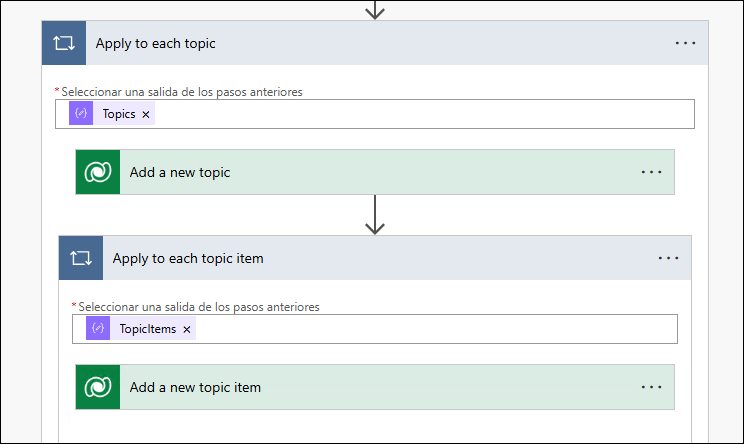 Apply to each topic
* Seleccionar una salida de los pasos anteriores
Topics
Add a new topic
Apply to each topic item
* Seleccionar una salida de los pasos anteriores
TopicItems
Add a new topic item